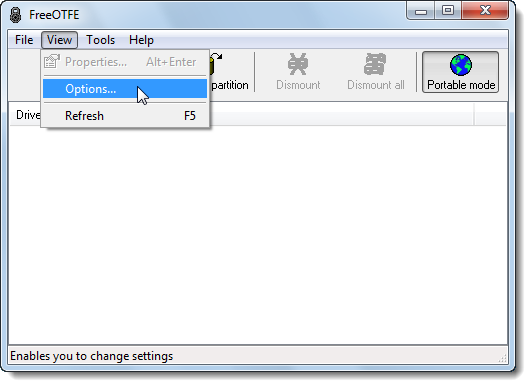 FreeOTFE
File View Tools Help
Properties... Alt+Enter
Options...
Refresh F5
partition Dismount Dismount all Portable mode
Drive
Enables you to change settings